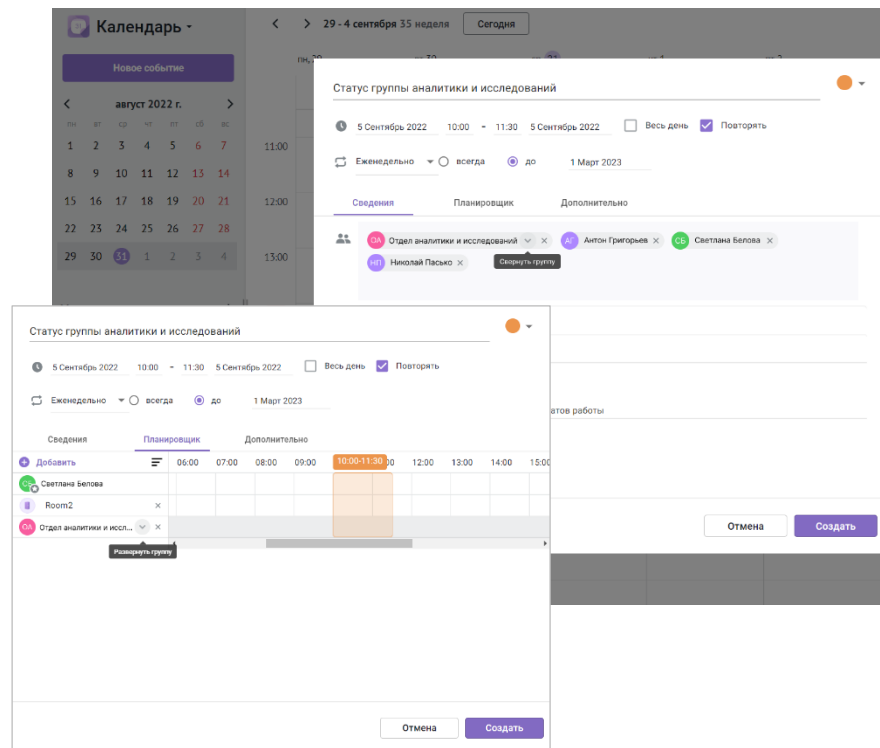 Календарь
29 - 4 сентября 35 неделя
Сегодня
Новое событие
август 2022 г.
пн вт ср чт пт сб вс
1 2 3 4 5 6 7
8 9 10 11 12 13 14
15 16 17 18 19 20 21
22 23 24 25 26 27 28
29 30 31 1 2 3 4
11:00
12:00
13:00
Статус группы аналитики и исследований
5 Сентябрь 2022 10:00 - 11:30 5 Сентябрь 2022 Весь день Повторять
Еженедельно всегда до 1 Март 2023
Сведения Планировщик Дополнительно
ОА Отдел аналитики и исследований АГ Антон Григорьев СБ Светлана Белова
НП Николай Пасько
Свернуть группу
атов работы
Отмена Создать
Статус группы аналитики и исследований
5 Сентябрь 2022 10:00 - 11:30 5 Сентябрь 2022 Весь день Повторять
Еженедельно всегда до 1 Март 2023
Сведения Планировщик Дополнительно
Добавить 06:00 07:00 08:00 09:00 10:00-11:30 12:00 13:00 14:00 15:00
Светлана Белова
Room2
ОА Отдел аналитики и иссл...
Развернуть группу
Отмена Создать